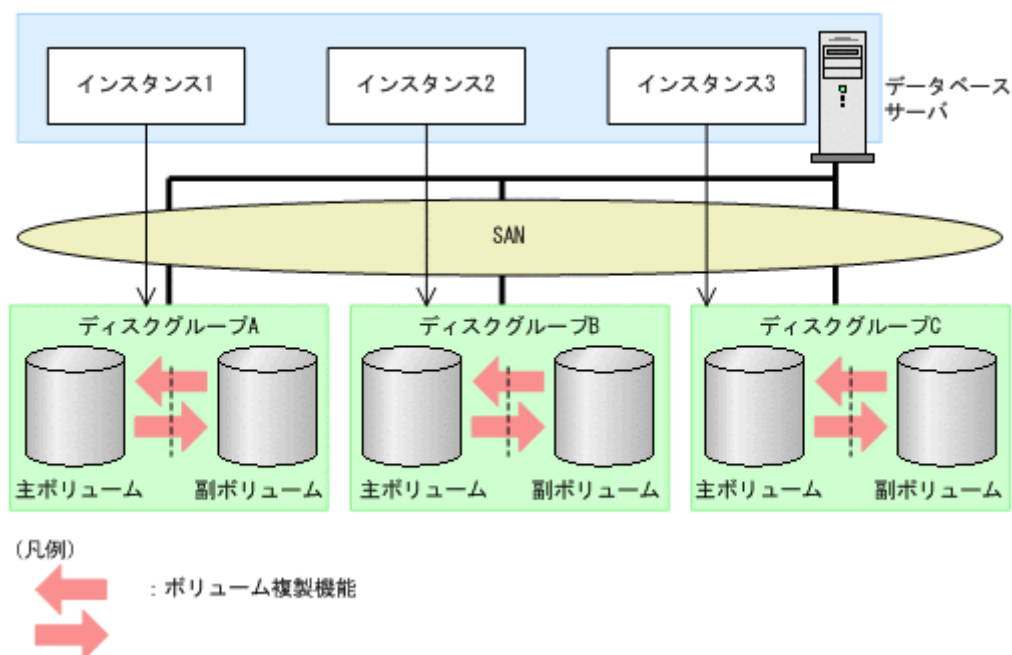 インスタンス1
インスタンス2
インスタンス3
データベース
サーバ
SAN
ディスクグループA
ディスクグループB
ディスクグループC
主ボリューム
副ボリューム
主ボリューム
副ボリューム
主ボリューム
副ボリューム
(凡例)
：ボリューム複製機能